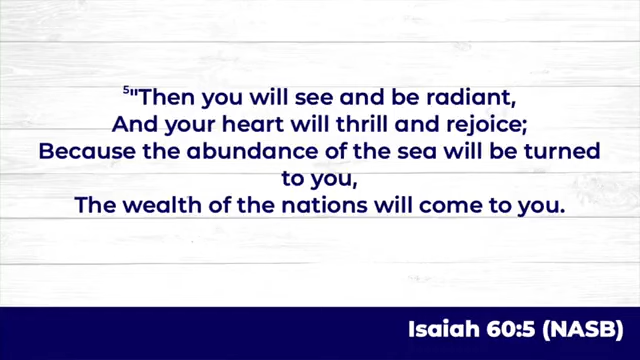 ⁵"Then you will see and be radiant,
And your heart will thrill and rejoice;
Because the abundance of the sea will be turned
to you,
The wealth of the nations will come to you.
Isaiah 60:5 (NASB)